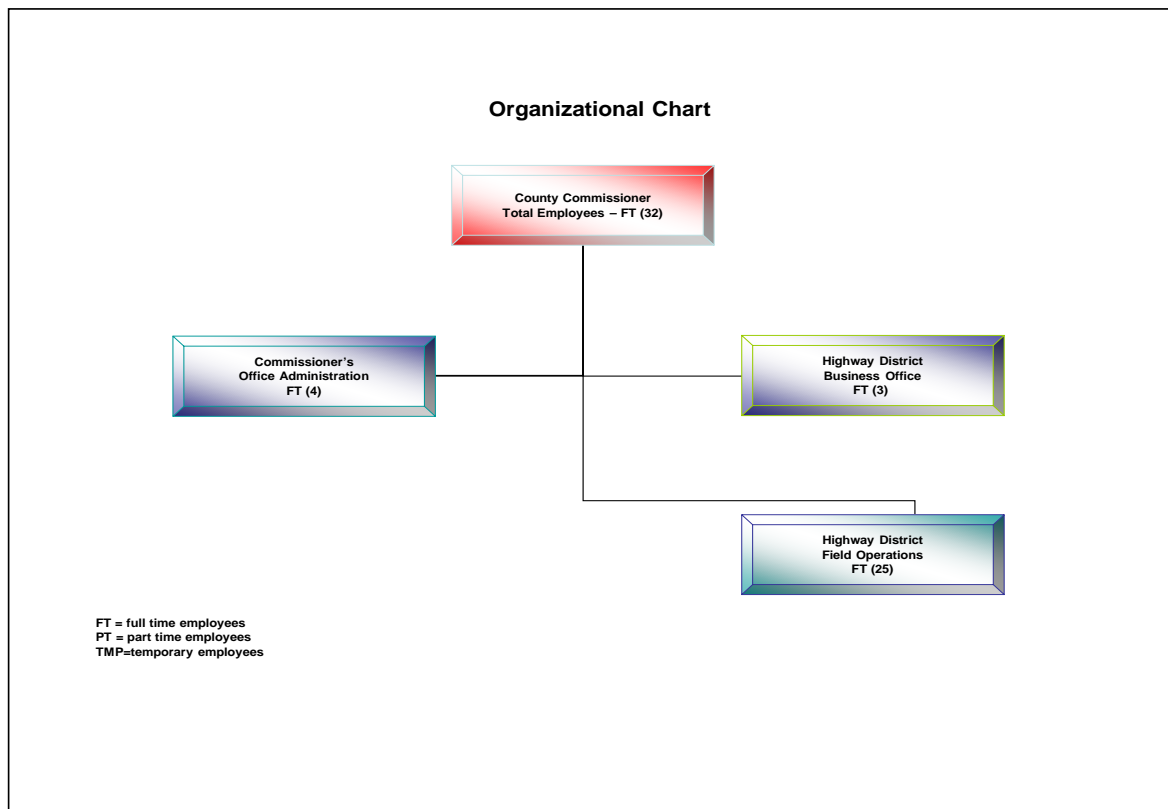 Organizational Chart
County Commissioner
Total Employees – FT (32)
Commissioner's
Office Administration
FT (4)
Highway District
Business Office
FT (3)
Highway District
Field Operations
FT (25)
FT = full time employees
PT = part time employees
TMP=temporary employees